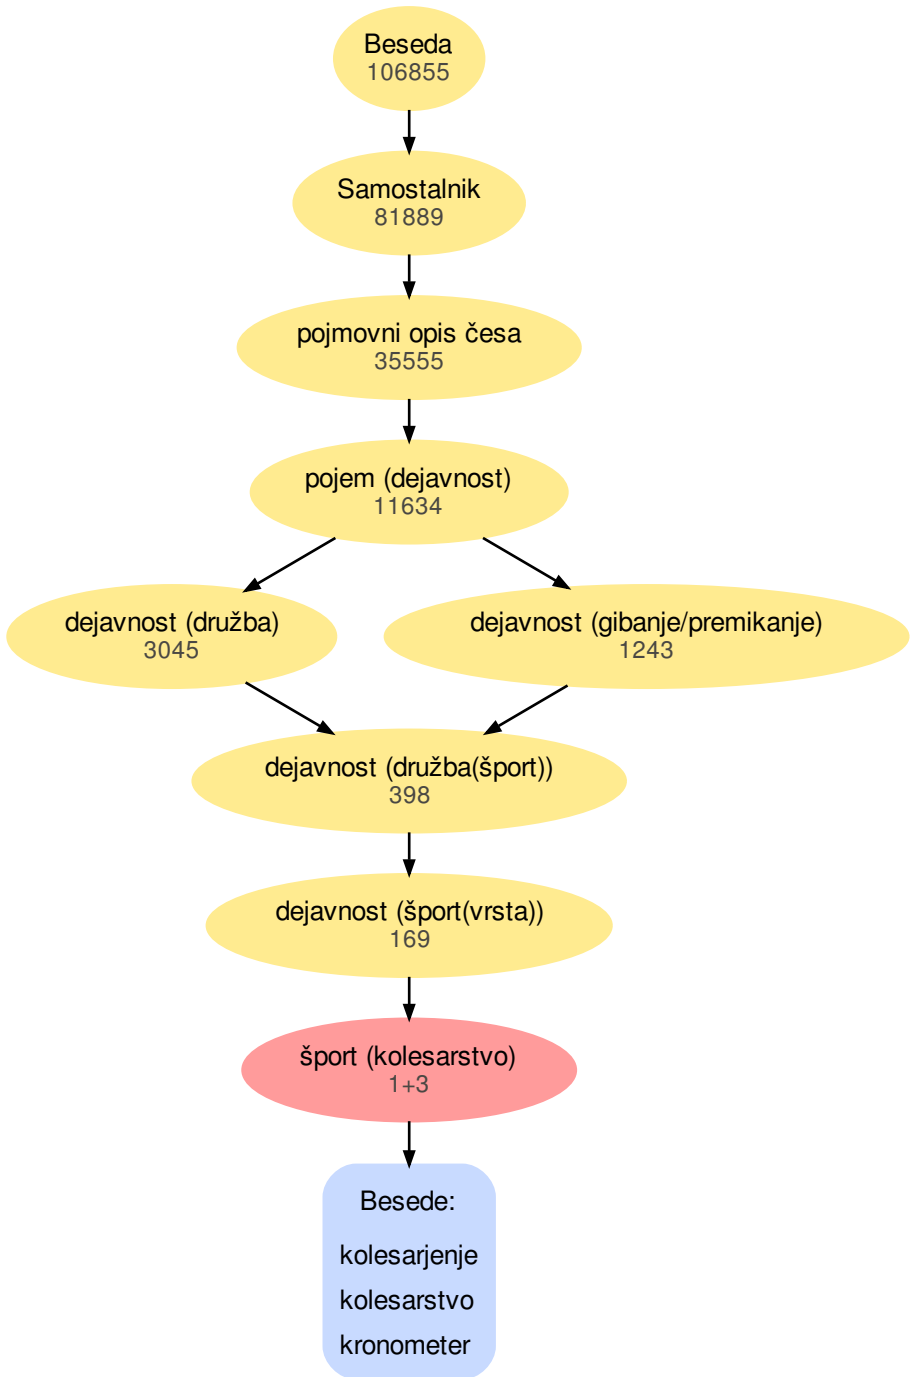 Beseda
106855
Samostalnik
81889
pojmovni opis česa
35555
pojem (dejavnost)
11634
dejavnost (družba)
3045
dejavnost (gibanje/premikanje)
1243
dejavnost (družba(šport))
398
dejavnost (šport(vrsta))
169
šport (kolesarstvo)
1+3
Besede:
kolesarjenje
kolesarstvo
kronometer